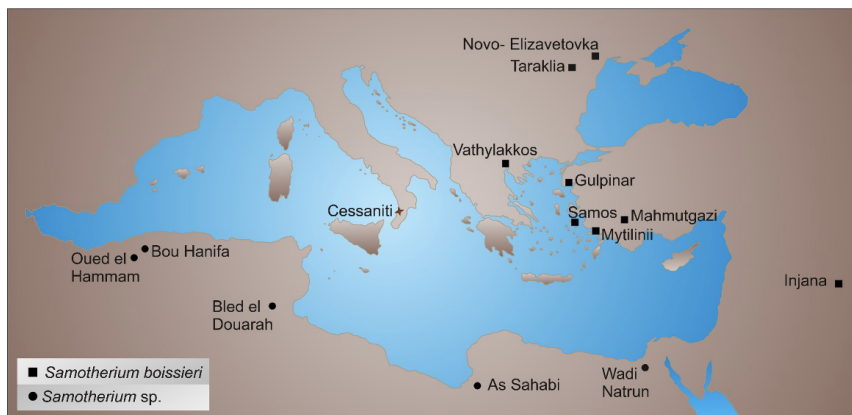 Novo- Elizavetovka
Taraklia
Vathylakkos
Gulpinar
Cessaniti
Samos
Mahmutgazi
Mytilinii
Bou Hanifa
Oued el
Hammam
Injana
Bled el
Douarah
As Sahabi
Wadi
Natrun
Samotherium boissieri
Samotherium sp.